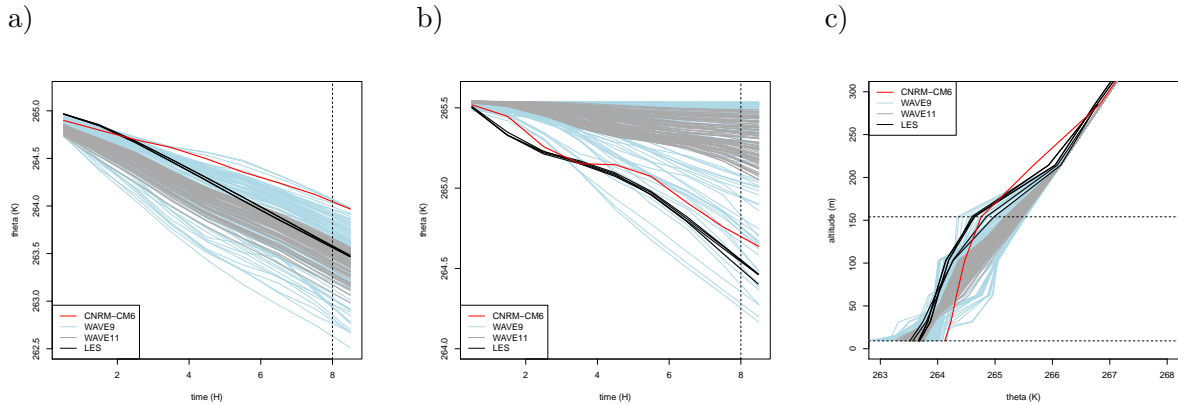 a)
b)
c)
theta (K)
265.0
264.5
264.0
263.5
263.0
262.5
CNRM−CM6
WAVE9
WAVE11
LES
2
4
6
8
time (H)
theta (K)
265.5
265.0
264.5
264.0
CNRM−CM6
WAVE9
WAVE11
LES
2
4
6
8
time (H)
altitude (m)
300
250
200
150
100
50
0
CNRM−CM6
WAVE9
WAVE11
LES
263
264
265
266
267
268
theta (K)